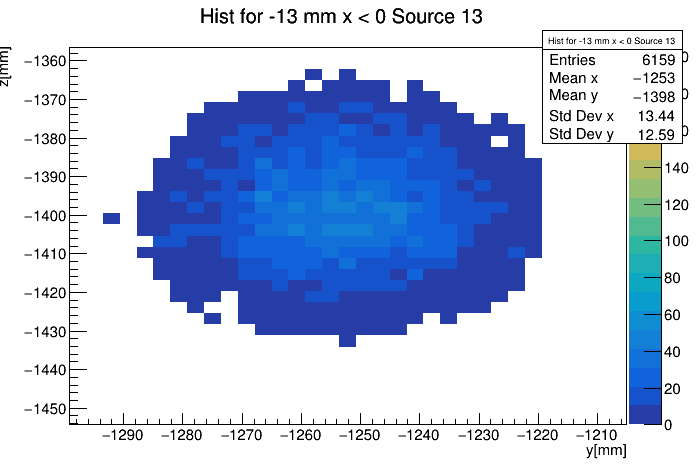 Hist for -13 mm x < 0 Source 13
z[mm]
Hist for -13 mm x < 0 Source 13
Entries 6159
Mean x −1253
Mean y −1398
Std Dev x 13.44
Std Dev y 12.59
−1360
−1370
−1380
−1390
−1400
−1410
−1420
−1430
−1440
−1450
140
120
100
80
60
40
20
0
−1290 −1280 −1270 −1260 −1250 −1240 −1230 −1220 −1210
y[mm]